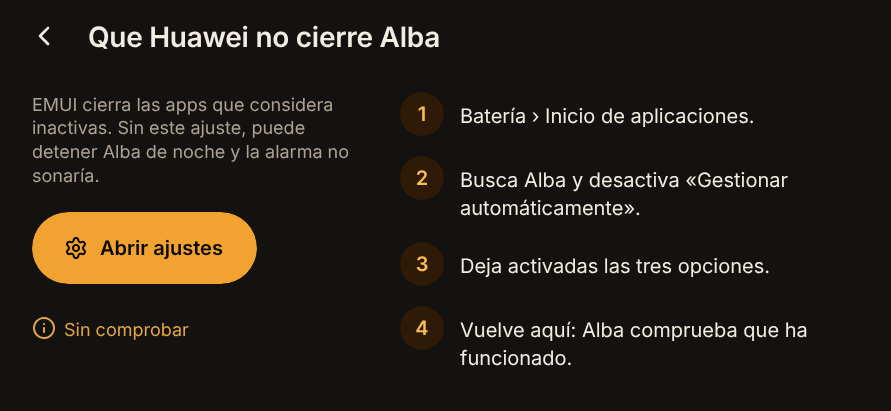 Que Huawei no cierre Alba
EMUI cierra las apps que considera
inactivas. Sin este ajuste, puede
detener Alba de noche y la alarma no
sonaría.
Abrir ajustes
Sin comprobar
1
Batería › Inicio de aplicaciones.
2
Busca Alba y desactiva «Gestionar
automáticamente».
3
Deja activadas las tres opciones.
4
Vuelve aquí: Alba comprueba que ha
funcionado.